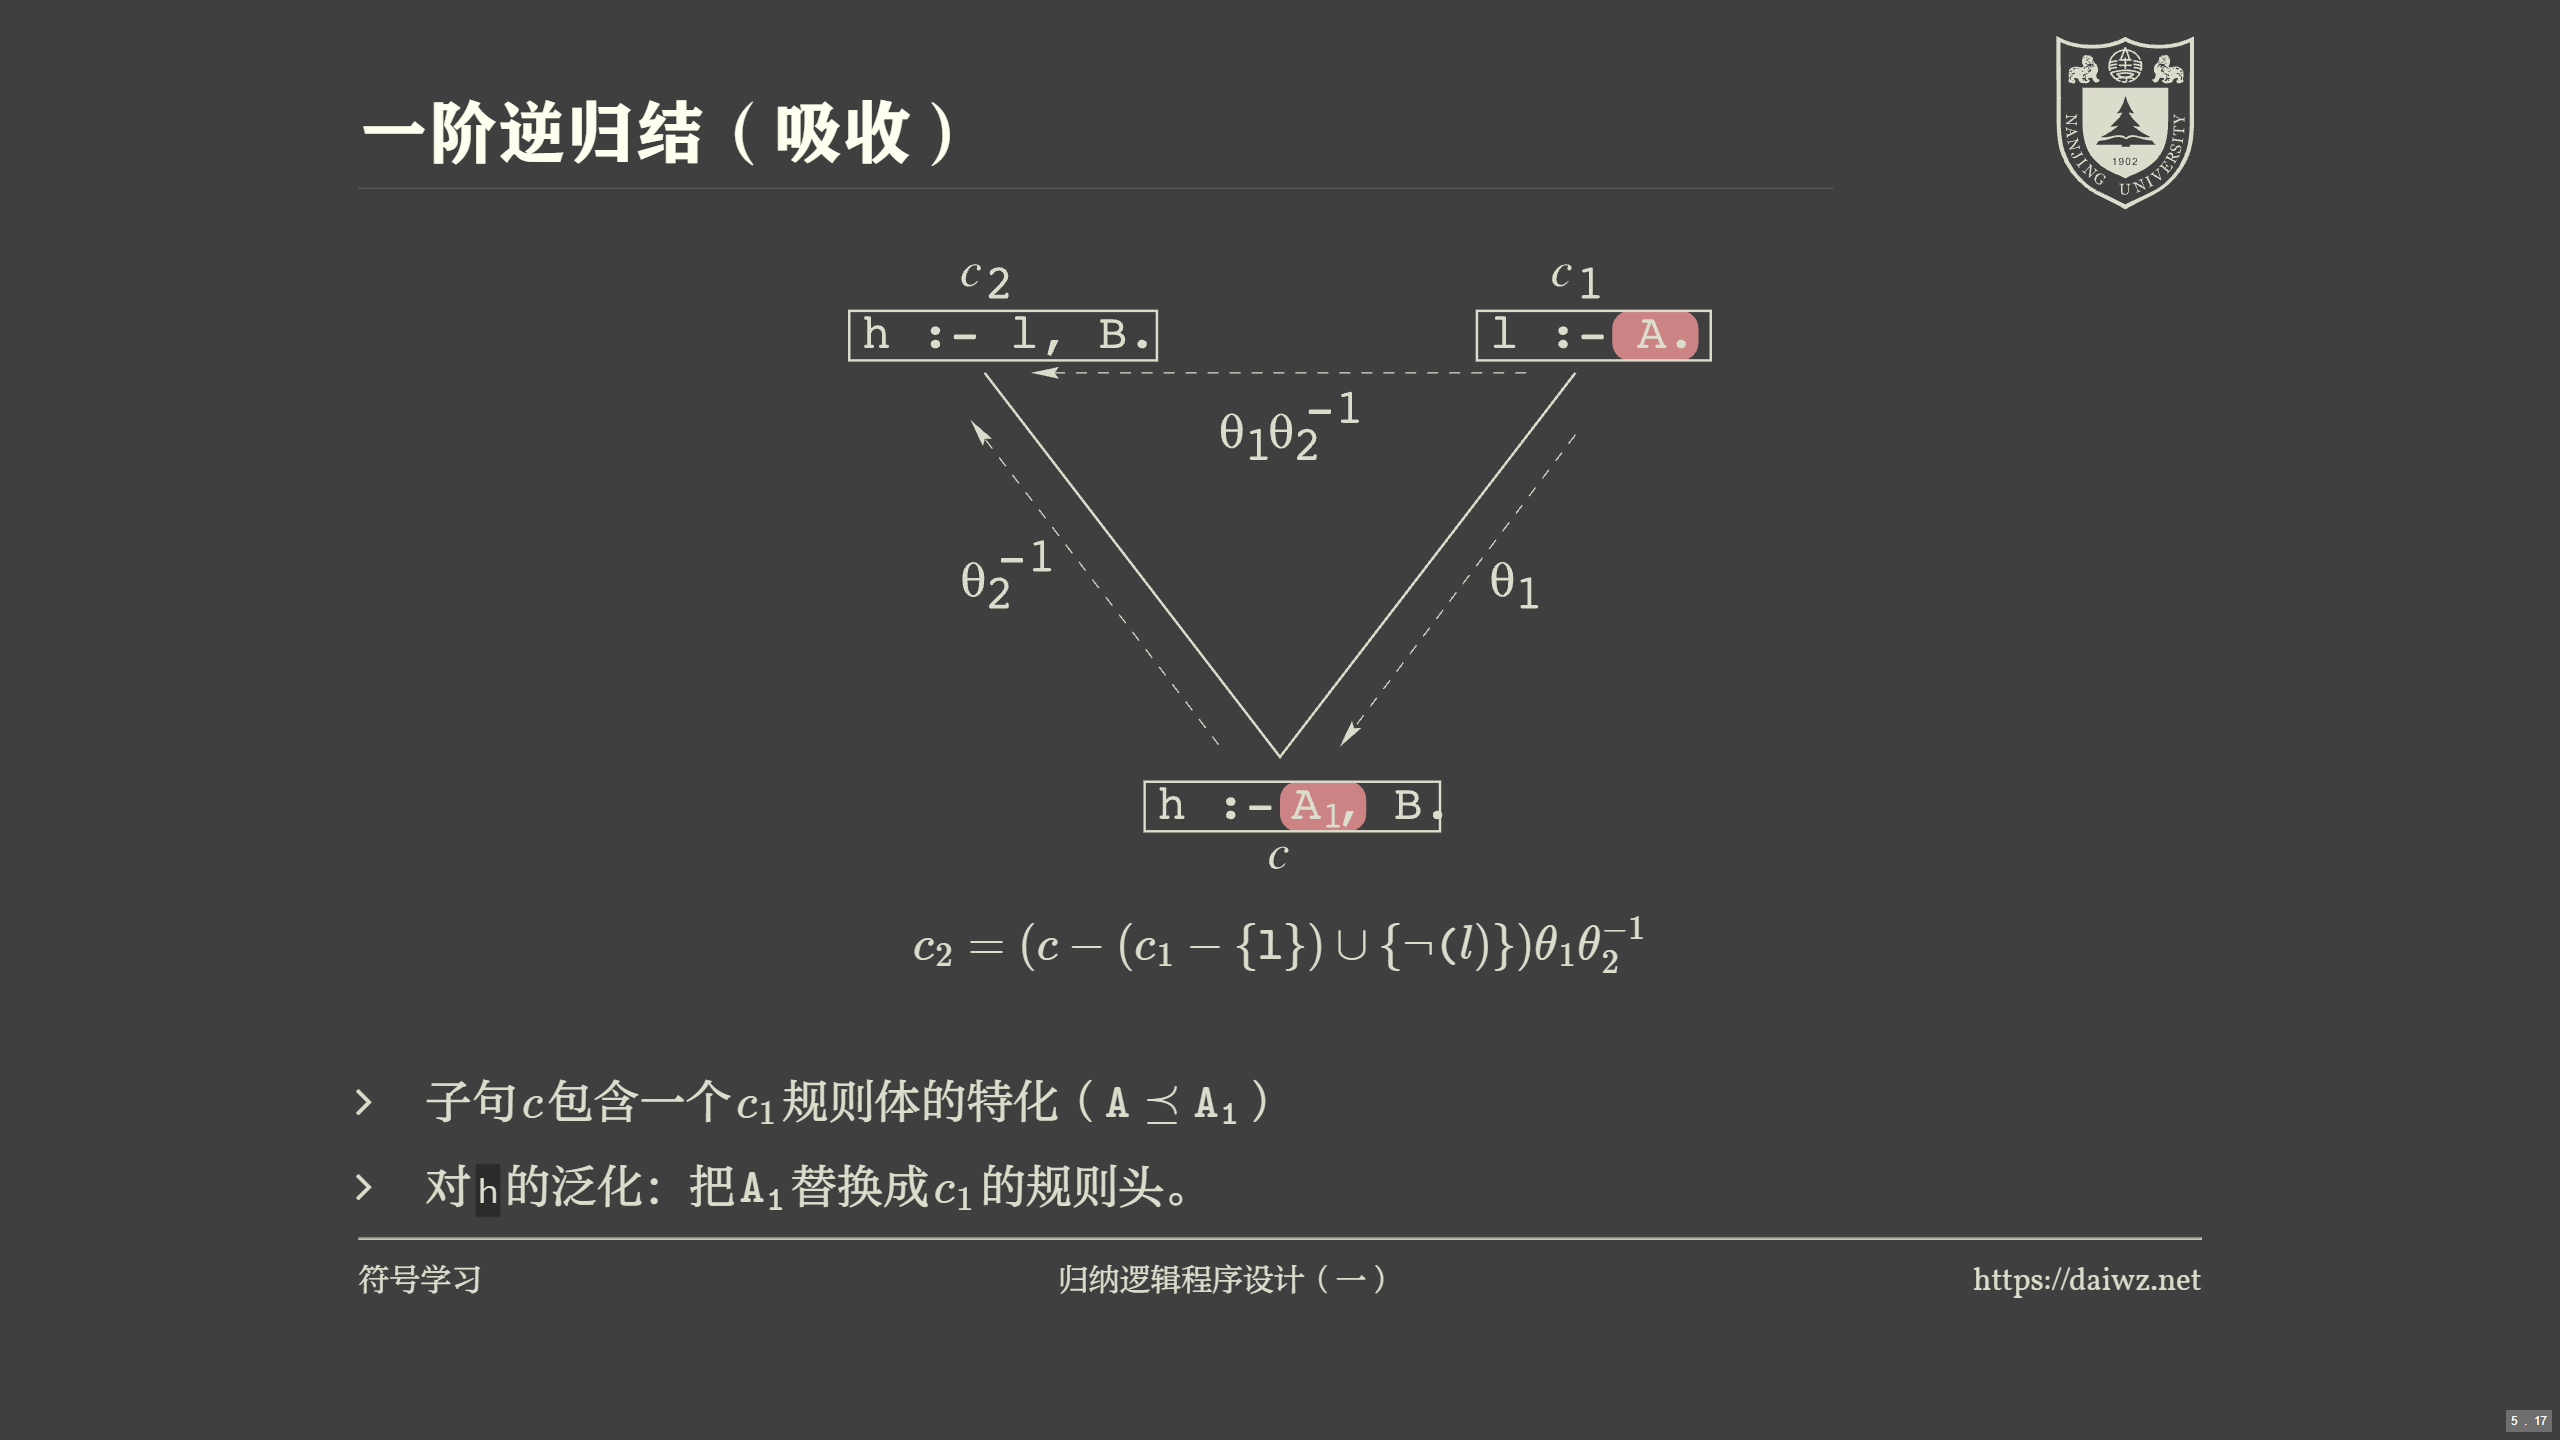 一阶逆归结（吸收）
NANJING UNIVERSITY
1902
c2 c1
h :- l, B. l :- A.
θ1θ2^-1
θ2^-1 θ1
h :- A1, B.
c
c2 = (c − (c1 − {l}) ∪ {¬(l)})θ1θ2^−1
子句c包含一个c1规则体的特化（A ⪯ A1）
对h的泛化：把A1替换成c1的规则头。
符号学习 归纳逻辑程序设计（一） https://daiwz.net
5 . 17